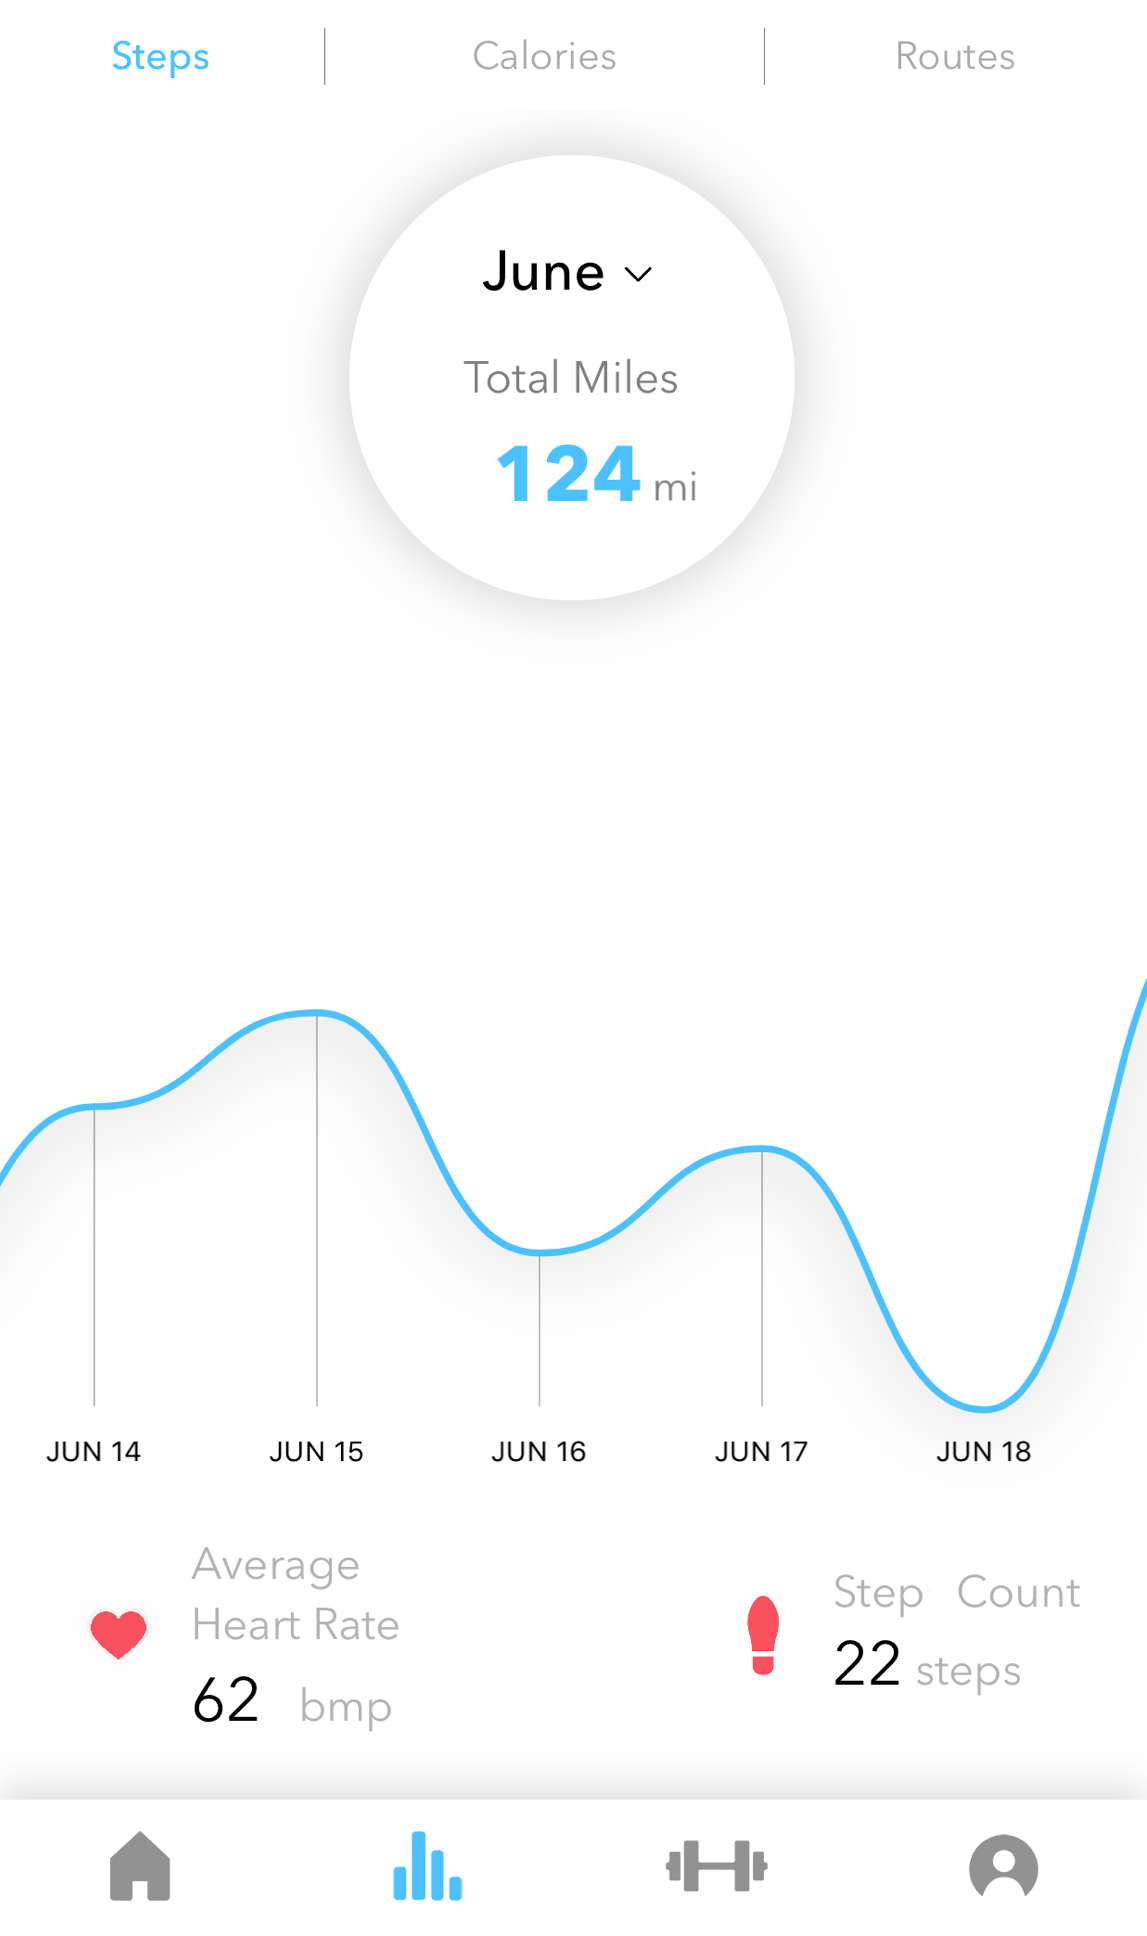 Steps
Calories
Routes
June
Total Miles
124 mi
JUN 14
JUN 15
JUN 16
JUN 17
JUN 18
Average
Heart Rate
62 bmp
Step Count
22 steps